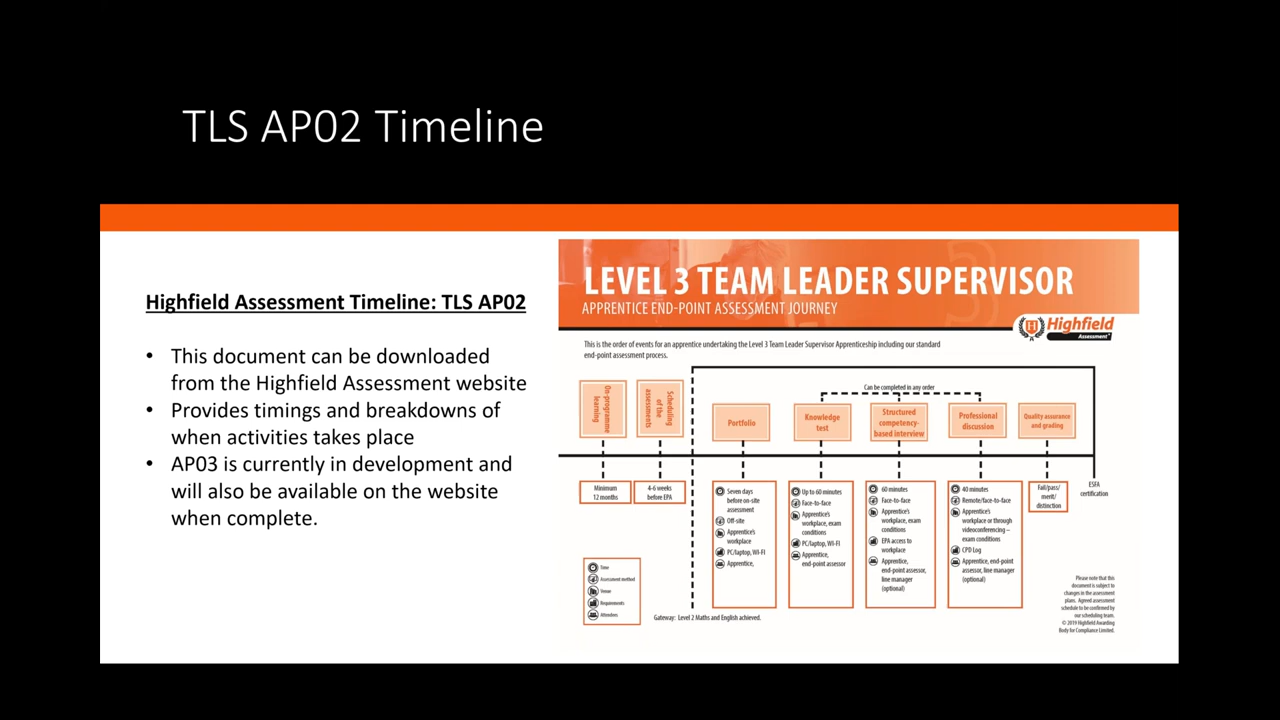 TLS AP02 Timeline
Highfield Assessment Timeline: TLS AP02
• This document can be downloaded
from the Highfield Assessment website
• Provides timings and breakdowns of
when activities takes place
• AP03 is currently in development and
will also be available on the website
when complete.
LEVEL 3 TEAM LEADER SUPERVISOR
APPRENTICE END-POINT ASSESSMENT JOURNEY
Highfield
Assessment
This is the order of events for an apprentice undertaking the Level 3 Team Leader Supervisor Apprenticeship including our standard
end-point assessment process.
Can be completed in any order
On-programme
learning
Scheduling
of the
assessments
Portfolio
Knowledge
test
Structured
competency-
based interview
Professional
discussion
Quality assurance
and grading
Minimum
12 months
4-6 weeks
before EPA
Seven days
before on-site
assessment
Off-site
Apprentice's
workplace
PC/laptop, WI-FI
Apprentice,
Up to 60 minutes
Face-to-face
Apprentice's
workplace, exam
conditions
PC/laptop, WI-FI
Apprentice,
end-point assessor
60 minutes
Face-to-face
Apprentice's
workplace, exam
conditions
EPA access to
workplace
Apprentice,
end-point assessor,
line manager
(optional)
40 minutes
Remote/face-to-face
Apprentice's
workplace or through
videoconferencing –
exam conditions
CPD Log
Apprentice, end-point
assessor, line manager
(optional)
Fail/pass/
merit/
distinction
ESFA
certification
Time
Assessment method
Venue
Requirements
Attendees
Gateway: Level 2 Maths and English achieved.
Please note that this
document is subject to
changes in the assessment
plans. Agreed assessment
schedule to be confirmed by
our scheduling team.
© 2019 Highfield Awarding
Body for Compliance Limited.